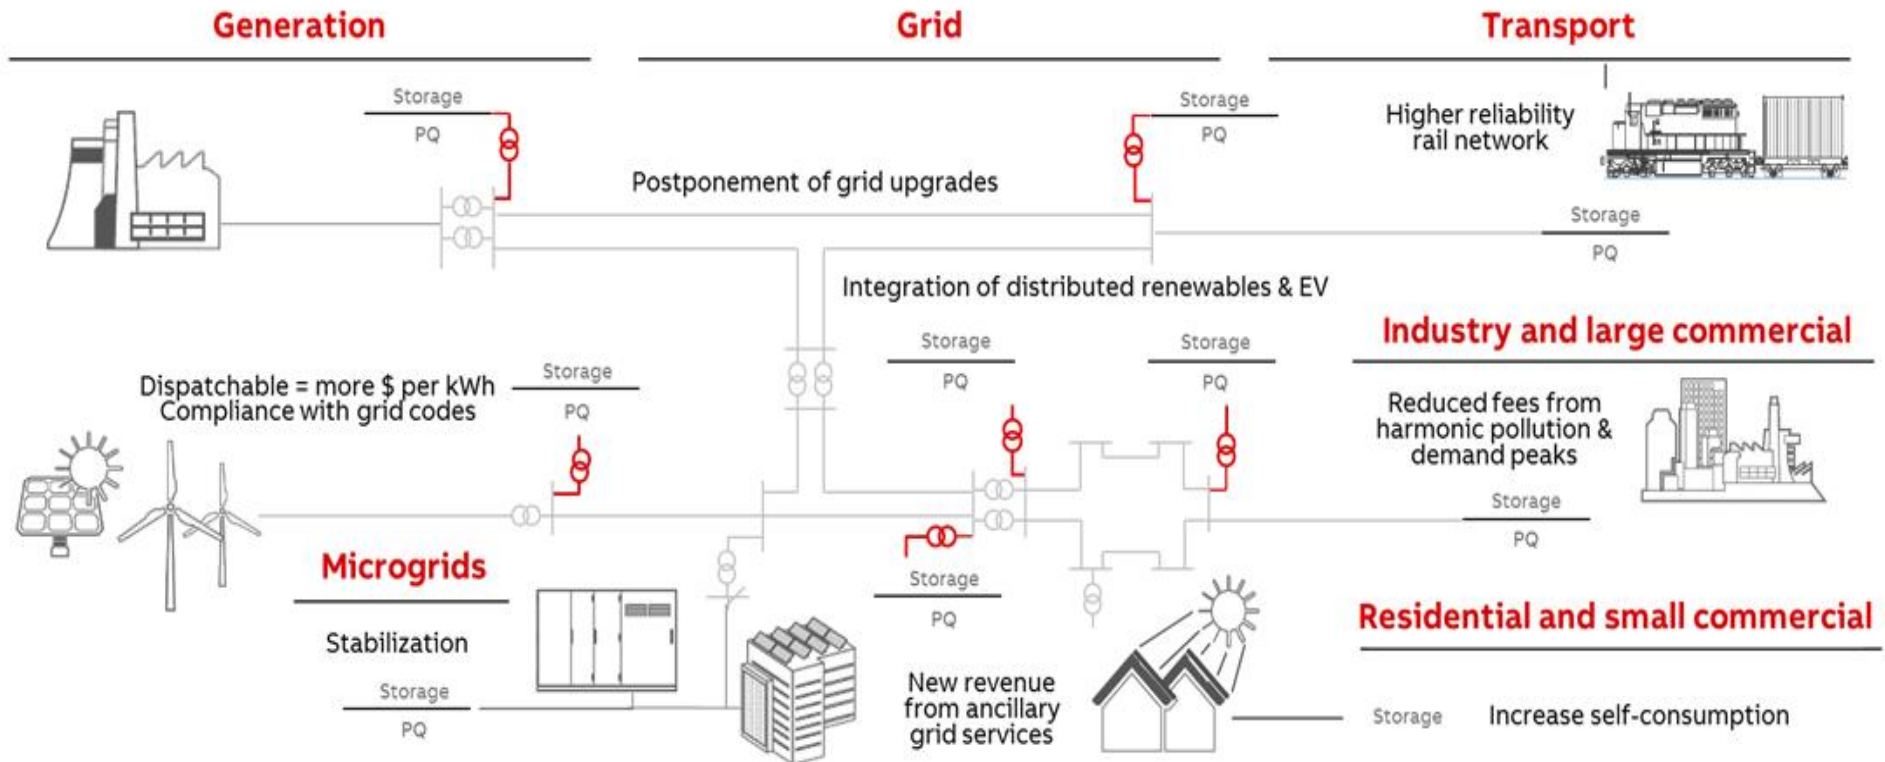 Generation
Grid
Transport
Storage
PQ
Storage
PQ
Higher reliability
rail network
Postponement of grid upgrades
Storage
PQ
Integration of distributed renewables & EV
Storage
PQ
Storage
PQ
Industry and large commercial
Dispatchable = more $ per kWh
Compliance with grid codes
Storage
PQ
Reduced fees from
harmonic pollution &
demand peaks
Storage
PQ
Microgrids
Stabilization
Storage
PQ
Storage
PQ
New revenue
from ancillary
grid services
Residential and small commercial
Storage
Increase self-consumption